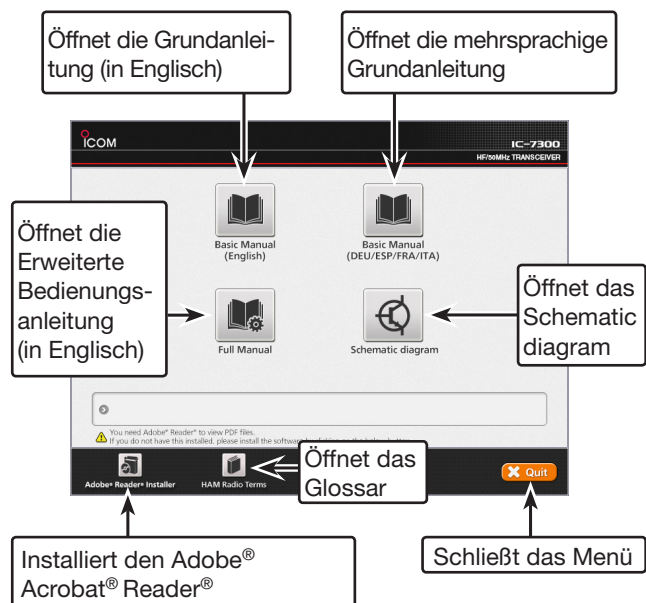 Öffnet die Grundanlei-
tung (in Englisch)
Öffnet die mehrsprachige
Grundanleitung
ICOM
IC-7300
HF/50MHz TRANSCEIVER
Basic Manual
(English)
Basic Manual
(DEU/ESP/FRA/ITA)
Öffnet die
Erweiterte
Bedienungs-
anleitung
(in Englisch)
Full Manual
Schematic diagram
Öffnet das
Schematic
diagram
You need Adobe® Reader® to view PDF files.
If you do not have this installed, please install the software
Öffnet das
Glossar
Adobe® Reader® Installer
HAM Radio Terms
Quit
Installiert den Adobe®
Acrobat® Reader®
Schließt das Menü